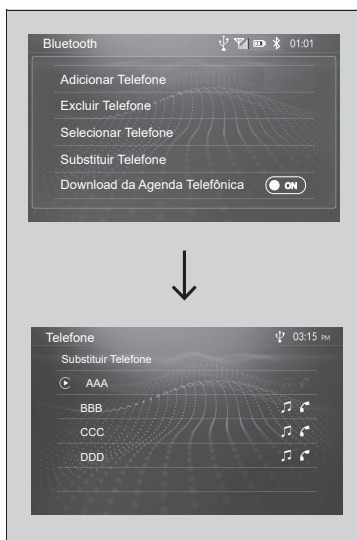 Bluetooth 01:01
Adicionar Telefone
Excluir Telefone
Selecionar Telefone
Substituir Telefone
Download da Agenda Telefônica ON
Telefone 03:15 PM
Substituir Telefone
AAA
BBB
CCC
DDD